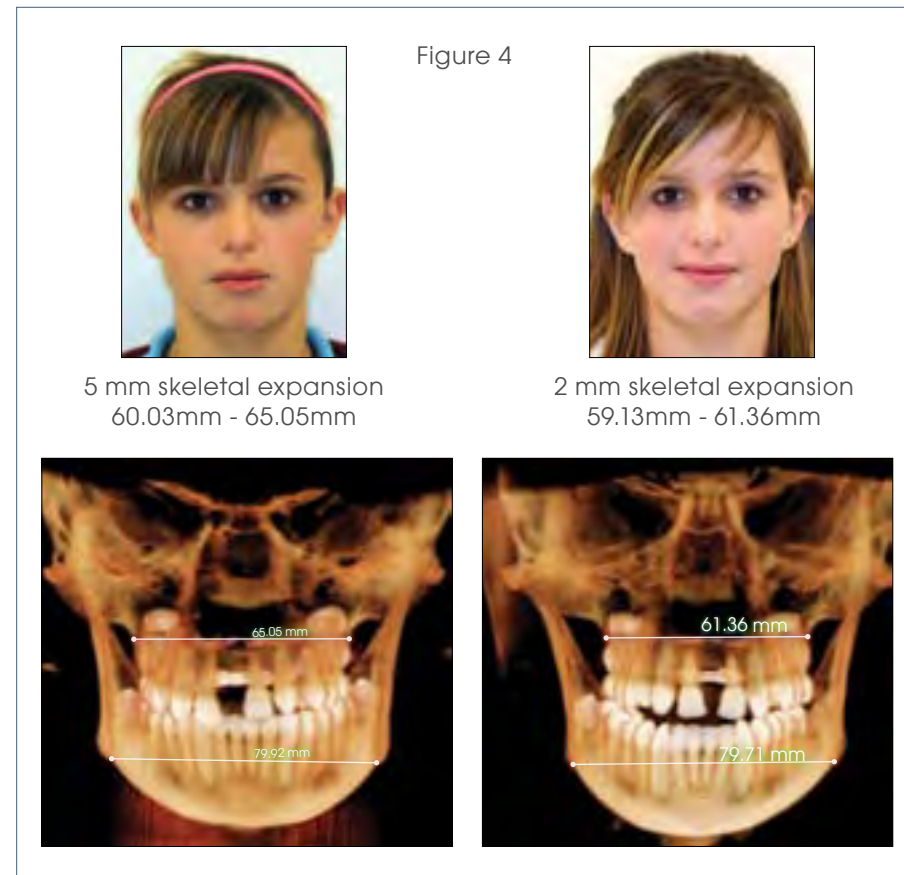 Figure 4
5 mm skeletal expansion
60.03mm - 65.05mm
2 mm skeletal expansion
59.13mm - 61.36mm
65.05 mm
79.92 mm
61.36 mm
79.71 mm